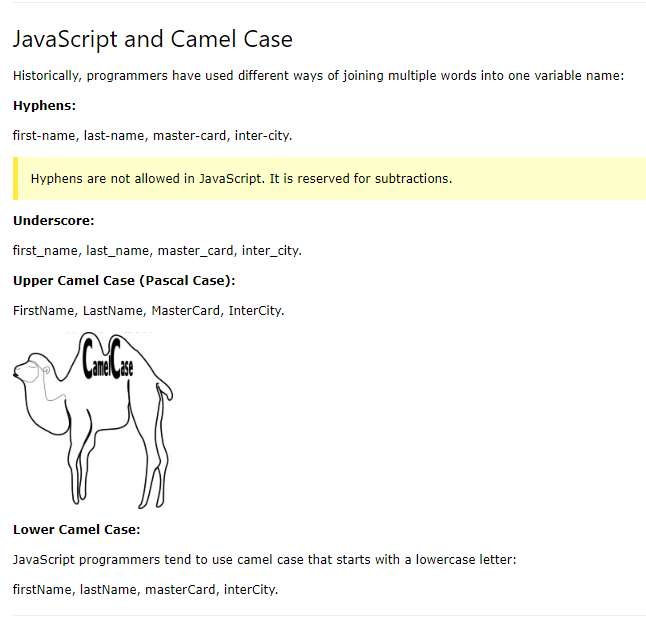 JavaScript and Camel Case
Historically, programmers have used different ways of joining multiple words into one variable name:
Hyphens:
first-name, last-name, master-card, inter-city.
Hyphens are not allowed in JavaScript. It is reserved for subtractions.
Underscore:
first_name, last_name, master_card, inter_city.
Upper Camel Case (Pascal Case):
FirstName, LastName, MasterCard, InterCity.
CamelCase
Lower Camel Case:
JavaScript programmers tend to use camel case that starts with a lowercase letter:
firstName, lastName, masterCard, interCity.